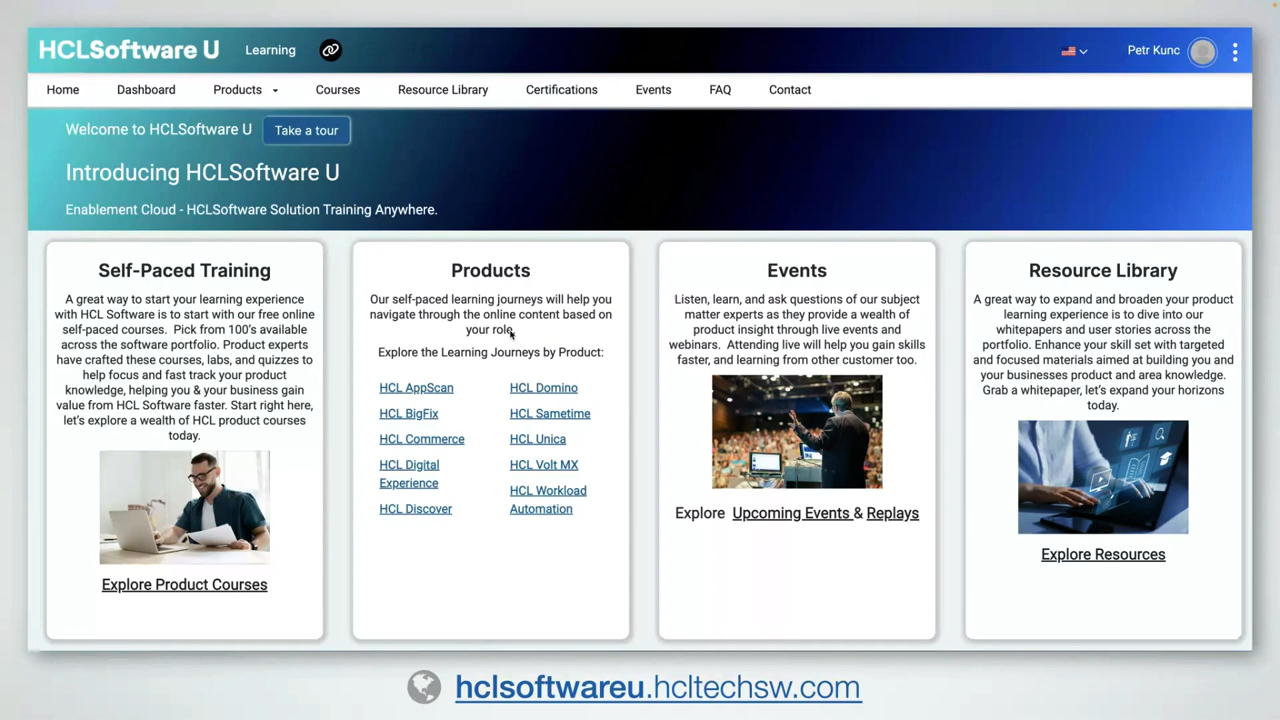 HCLSoftware U
Learning
Petr Kunc
Home
Dashboard
Products
Courses
Resource Library
Certifications
Events
FAQ
Contact
Welcome to HCLSoftware U
Take a tour
Introducing HCLSoftware U
Enablement Cloud - HCLSoftware Solution Training Anywhere.
Self-Paced Training
A great way to start your learning experience
with HCL Software is to start with our free online
self-paced courses. Pick from 100's available
across the software portfolio. Product experts
have crafted these courses, labs, and quizzes to
help focus and fast track your product
knowledge, helping you & your business gain
value from HCL Software faster. Start right here,
let's explore a wealth of HCL product courses
today.
Explore Product Courses
Products
Our self-paced learning journeys will help you
navigate through the online content based on
your role.
Explore the Learning Journeys by Product:
HCL AppScan
HCL BigFix
HCL Commerce
HCL Digital
Experience
HCL Discover
HCL Domino
HCL Sametime
HCL Unica
HCL Volt MX
HCL Workload
Automation
Events
Listen, learn, and ask questions of our subject
matter experts as they provide a wealth of
product insight through live events and
webinars. Attending live will help you gain skills
faster, and learning from other customer too.
Explore Upcoming Events & Replays
Resource Library
A great way to expand and broaden your product
learning experience is to dive into our
whitepapers and user stories across the
portfolio. Enhance your skill set with targeted
and focused materials aimed at building you and
your businesses product and area knowledge.
Grab a whitepaper, let's expand your horizons
today.
Explore Resources
hclsoftwareu.hcltechsw.com